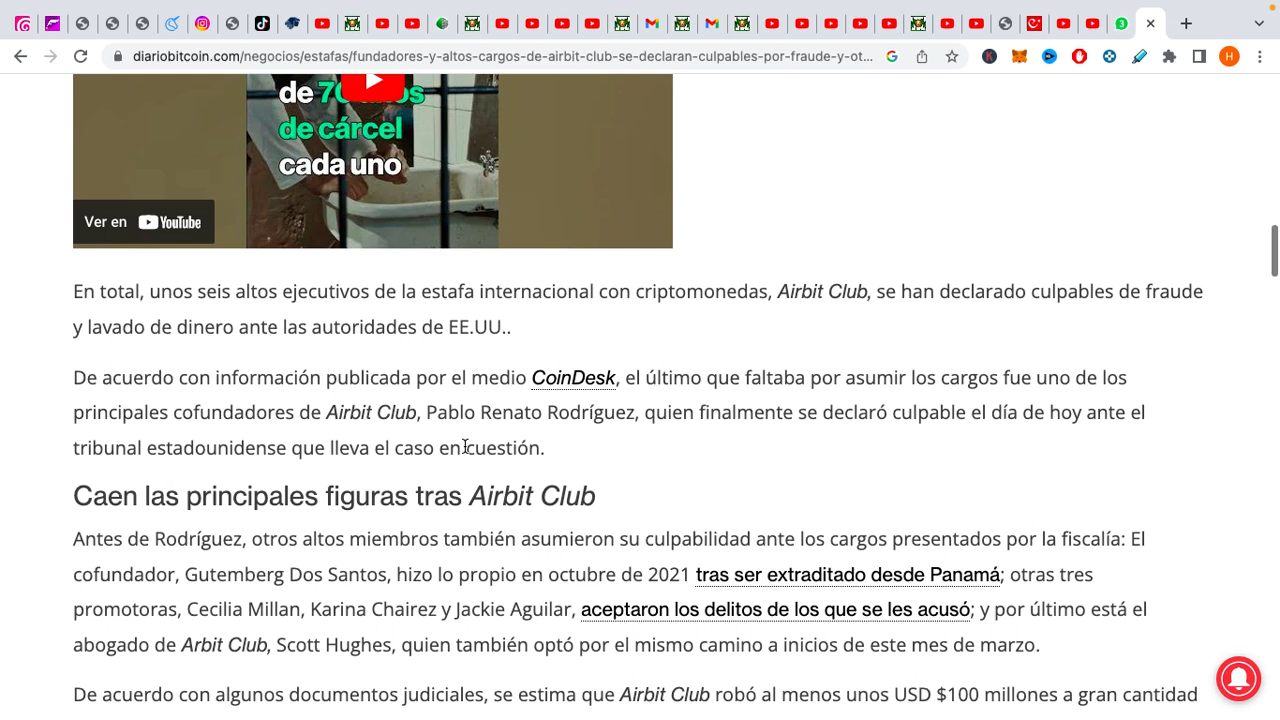 diariobitcoin.com/negocios/estafas/fundadores-y-altos-cargos-de-airbit-club-se-declaran-culpables-por-fraude-y-ot...
de cárcel
cada uno
Ver en YouTube
En total, unos seis altos ejecutivos de la estafa internacional con criptomonedas, Airbit Club, se han declarado culpables de fraude
y lavado de dinero ante las autoridades de EE.UU..
De acuerdo con información publicada por el medio CoinDesk, el último que faltaba por asumir los cargos fue uno de los
principales cofundadores de Airbit Club, Pablo Renato Rodríguez, quien finalmente se declaró culpable el día de hoy ante el
tribunal estadounidense que lleva el caso en cuestión.
Caen las principales figuras tras Airbit Club
Antes de Rodríguez, otros altos miembros también asumieron su culpabilidad ante los cargos presentados por la fiscalía: El
cofundador, Gutemberg Dos Santos, hizo lo propio en octubre de 2021 tras ser extraditado desde Panamá; otras tres
promotoras, Cecilia Millan, Karina Chairez y Jackie Aguilar, aceptaron los delitos de los que se les acusó; y por último está el
abogado de Arbit Club, Scott Hughes, quien también optó por el mismo camino a inicios de este mes de marzo.
De acuerdo con algunos documentos judiciales, se estima que Airbit Club robó al menos unos USD $100 millones a gran cantidad